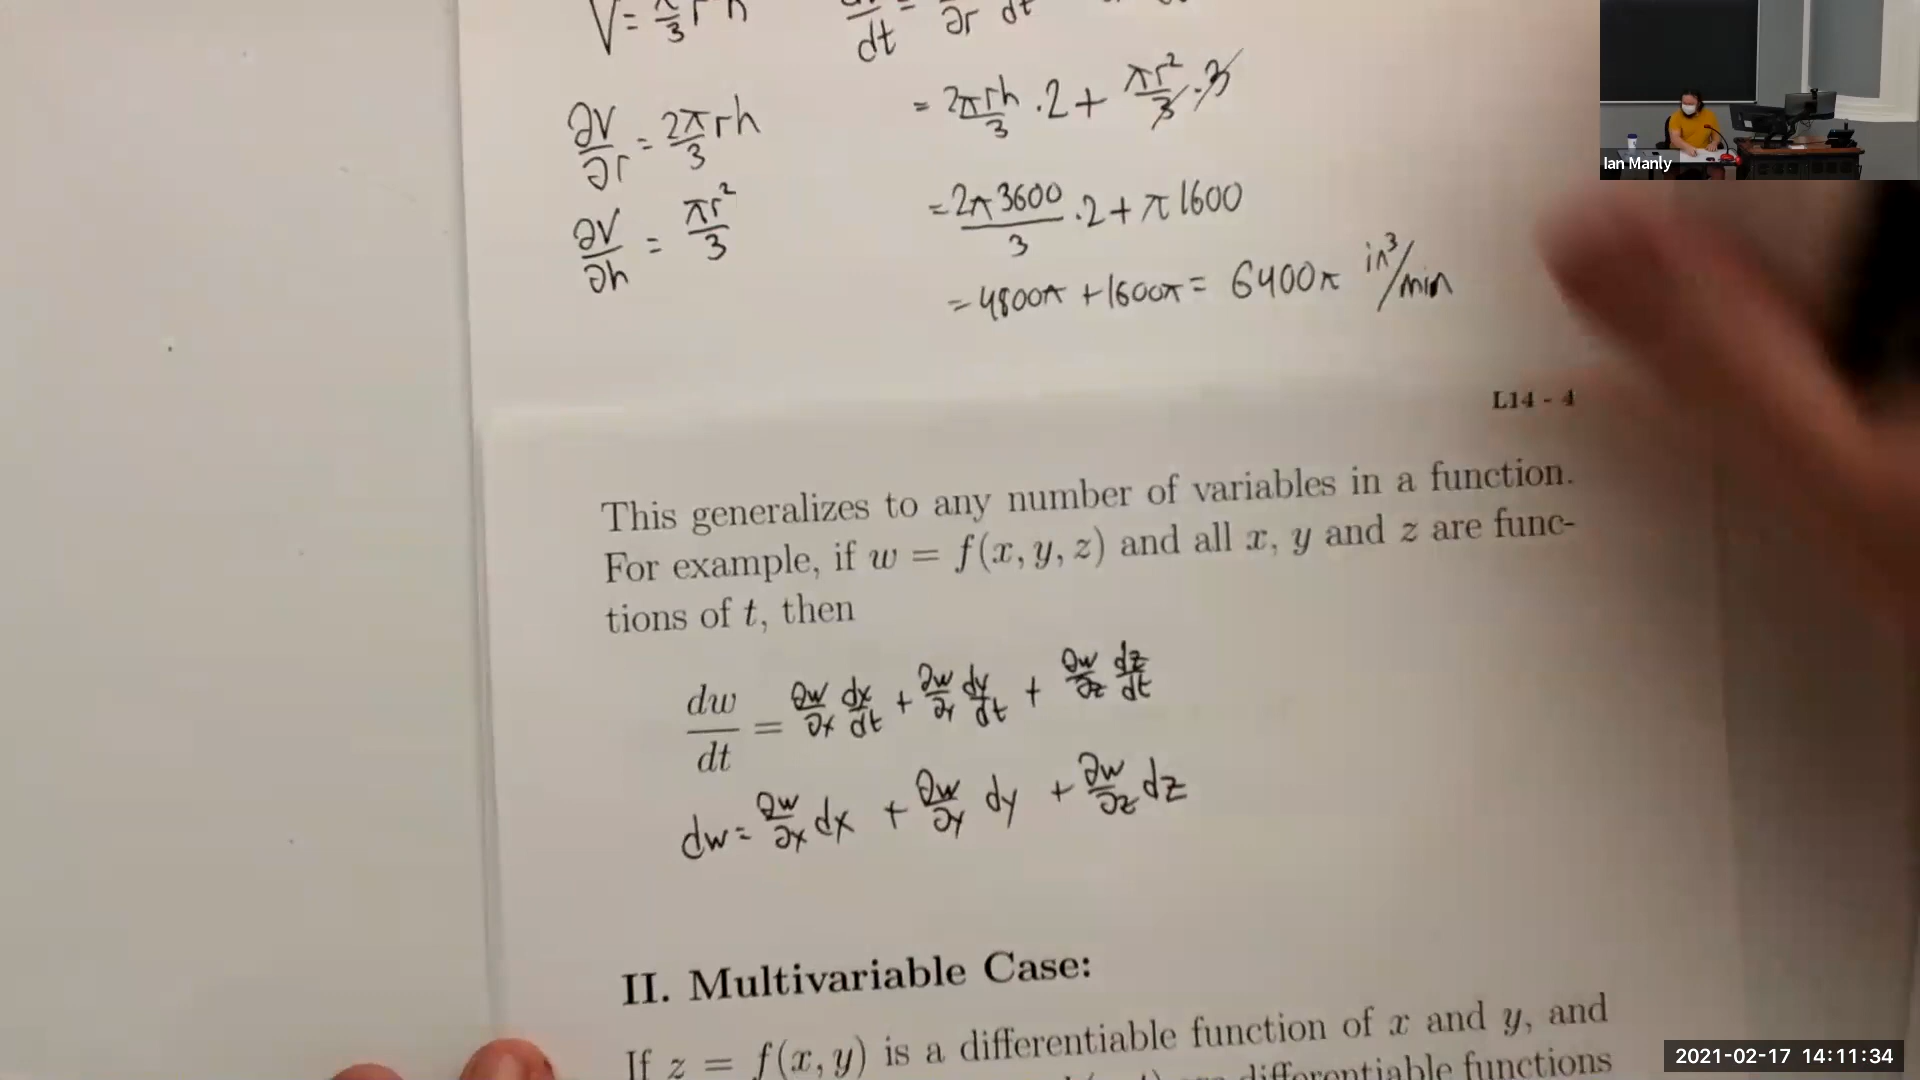 V = π/3 r h
dt = ∂r dt
∂V/∂r = 2π/3 rh
= 2πrh/3 · 2 + πr²/3 · 3
∂V/∂h = πr²/3
= 2π3600/3 · 2 + π1600
= 4800π + 1600π = 6400π in³/min
Ian Manly
L14 - 4
This generalizes to any number of variables in a function.
For example, if w = f(x, y, z) and all x, y and z are func-
tions of t, then
dw/dt = ∂w/∂x dx/dt + ∂w/∂y dy/dt + ∂w/∂z dz/dt
dw = ∂w/∂x dx + ∂w/∂y dy + ∂w/∂z dz
II. Multivariable Case:
If z = f(x, y) is a differentiable function of x and y, and
differentiable functions
2021-02-17 14:11:34